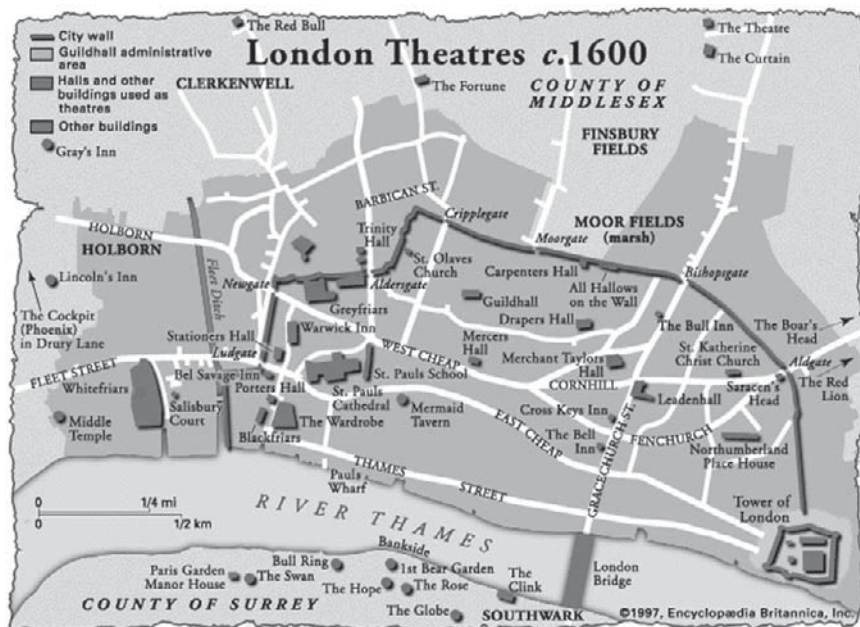 London Theatres c.1600
City wall
Guildhall administrative
area
Halls and other
buildings used as
theatres
Other buildings
The Red Bull
CLERKENWELL
The Fortune
COUNTY OF
MIDDLESEX
The Theatre
The Curtain
Gray's Inn
FINSBURY
FIELDS
BARBICAN ST.
Cripplegate
HOLBORN
HOLBORN
Trinity
Hall
St. Olaves
Church
Moorgate
MOOR FIELDS
(marsh)
Lincoln's Inn
Fleet Ditch
Newgate
Aldersgate
Carpenters Hall
All Hallows
on the Wall
Bishopsgate
The Cockpit
(Phoenix)
in Drury Lane
Greyfriars
Guildhall
Stationers Hall
Warwick Inn
Drapers Hall
The Bull Inn
The Boar's
Head
Ludgate
WEST CHEAP
Mercers
Hall
Merchant Taylors
Hall
St. Katherine
Christ Church
Aldgate
FLEET STREET
Whitefriars
Bel Savage Inn
St. Pauls School
CORNHILL
Saracen's
Head
The Red
Lion
Porters Hall
St. Pauls
Cathedral
Leadenhall
Salisbury
Court
The Wardrobe
Mermaid
Tavern
Cross Keys Inn
Middle
Temple
Blackfriars
EAST CHEAP
The Bell
Inn
GRACECHURCH ST.
FENCHURCH
Northumberland
Place House
THAMES
STREET
Pauls
Wharf
Tower of
London
0 1/4 mi
0 1/2 km
RIVER THAMES
Bankside
Paris Garden
Manor House
Bull Ring
The Swan
1st Bear Garden
The Hope
The Rose
The
Clink
London
Bridge
COUNTY OF SURREY
The Globe
SOUTHWARK
©1997, Encyclopædia Britannica, Inc.